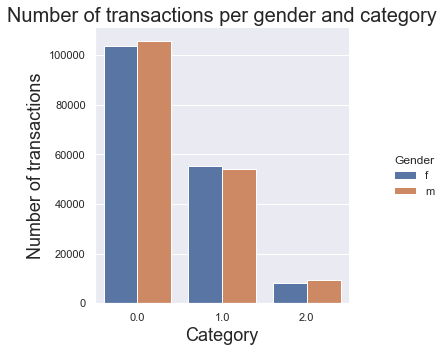 Number of transactions per gender and category
Number of transactions
100000
80000
60000
40000
20000
0
0.0
1.0
2.0
Category
Gender
f
m